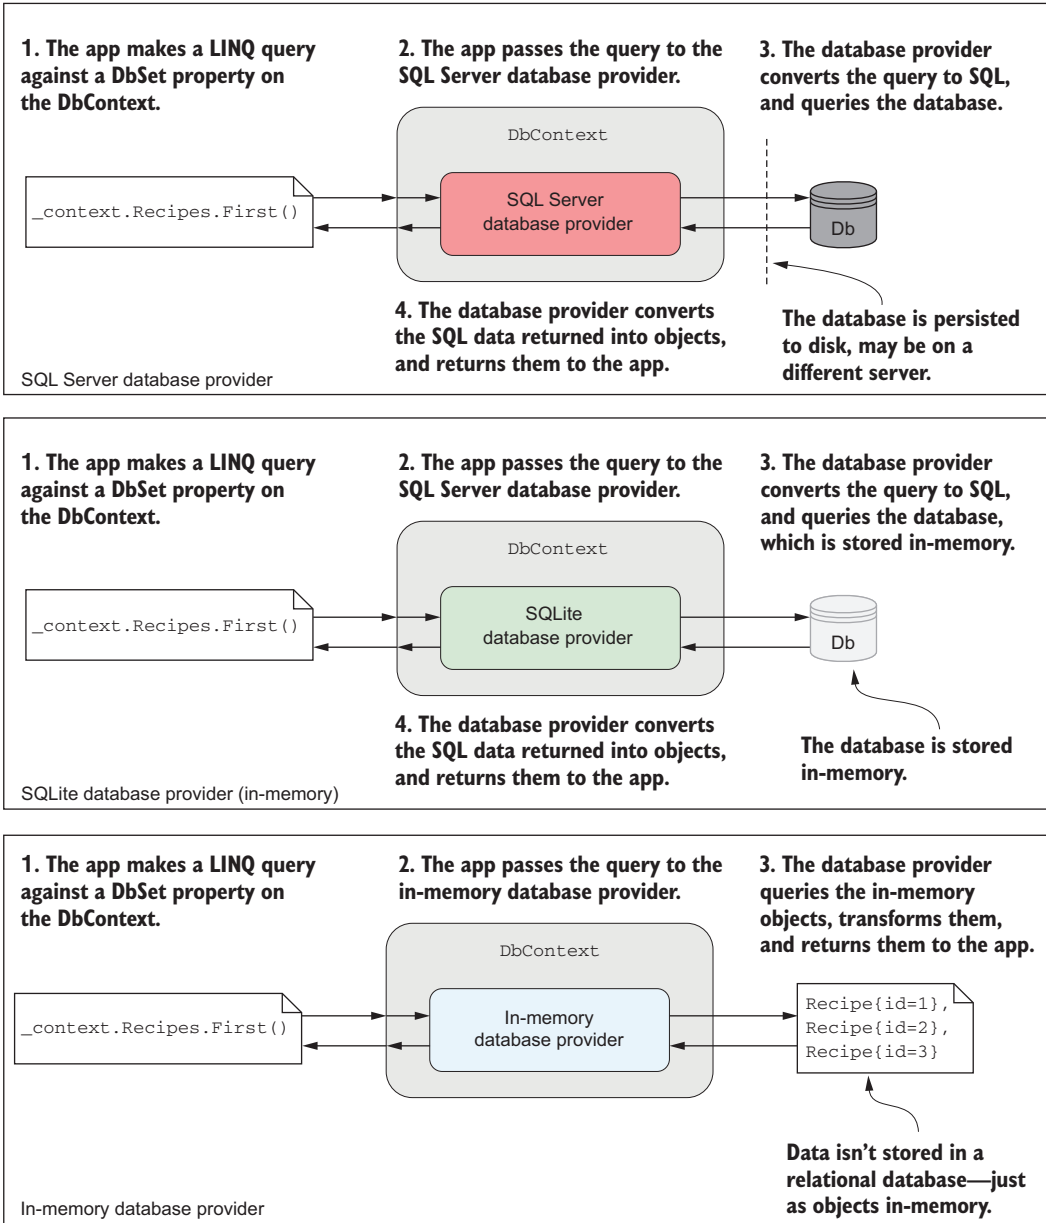 1. The app makes a LINQ query
against a DbSet property on
the DbContext.
2. The app passes the query to the
SQL Server database provider.
3. The database provider
converts the query to SQL,
and queries the database.
DbContext
_context.Recipes.First()
SQL Server
database provider
Db
4. The database provider converts
the SQL data returned into objects,
and returns them to the app.
The database is persisted
to disk, may be on a
different server.
SQL Server database provider
1. The app makes a LINQ query
against a DbSet property on
the DbContext.
2. The app passes the query to the
SQL Server database provider.
3. The database provider
converts the query to SQL,
and queries the database,
which is stored in-memory.
DbContext
_context.Recipes.First()
SQLite
database provider
Db
4. The database provider converts
the SQL data returned into objects,
and returns them to the app.
The database is stored
in-memory.
SQLite database provider (in-memory)
1. The app makes a LINQ query
against a DbSet property on
the DbContext.
2. The app passes the query to the
in-memory database provider.
3. The database provider
queries the in-memory
objects, transforms them,
and returns them to the app.
DbContext
_context.Recipes.First()
In-memory
database provider
Recipe{id=1},
Recipe{id=2},
Recipe{id=3}
Data isn't stored in a
relational database—just
as objects in-memory.
In-memory database provider